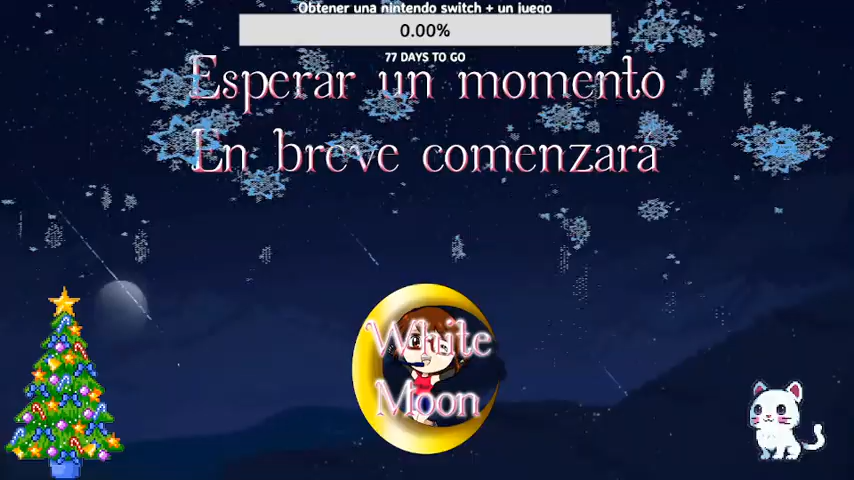 Obtener una nintendo switch + un juego
0.00%
77 DAYS TO GO
Esperar un momento
En breve comenzará
White
Moon